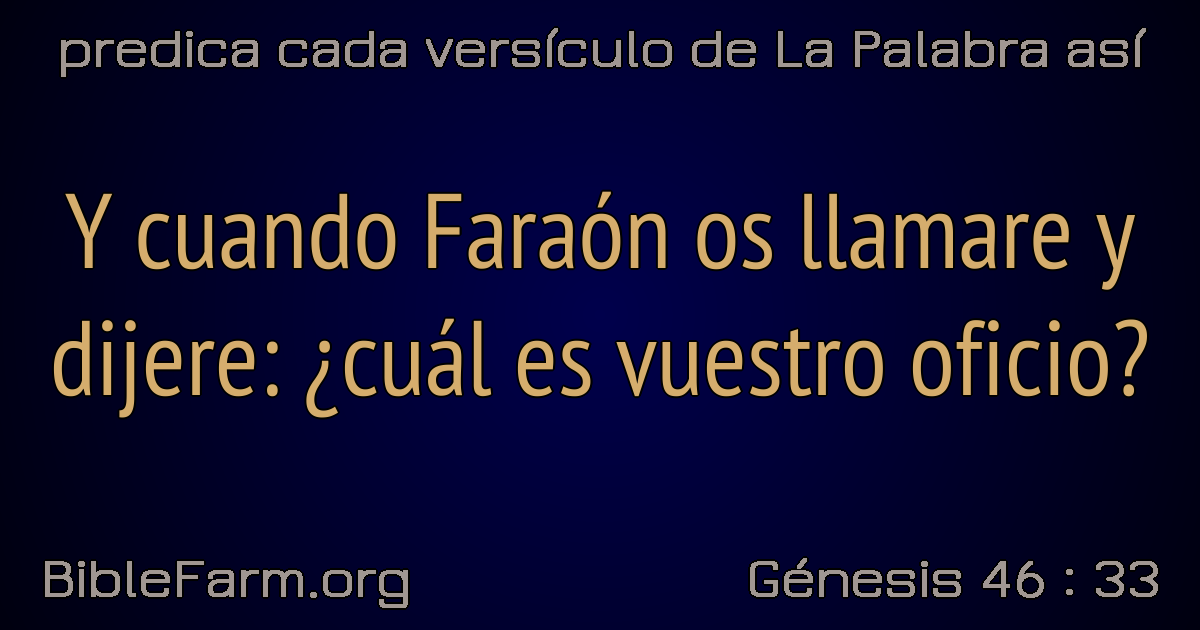 predica cada versículo de La Palabra así
Y cuando Faraón os llamare y
dijere: ¿cuál es vuestro oficio?
BibleFarm.org
Génesis 46 : 33